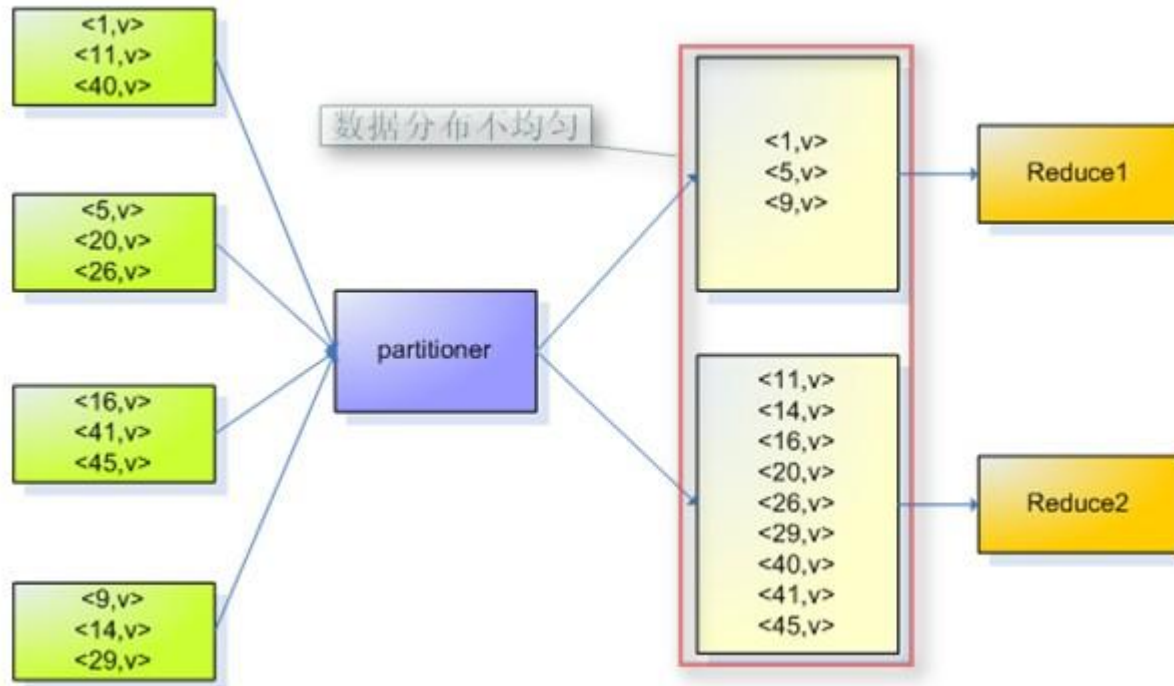 <1,v>
<11,v>
<40,v>
<5,v>
<20,v>
<26,v>
<16,v>
<41,v>
<45,v>
<9,v>
<14,v>
<29,v>
partitioner
数据分布不均匀
<1,v>
<5,v>
<9,v>
<11,v>
<14,v>
<16,v>
<20,v>
<26,v>
<29,v>
<40,v>
<41,v>
<45,v>
Reduce1
Reduce2